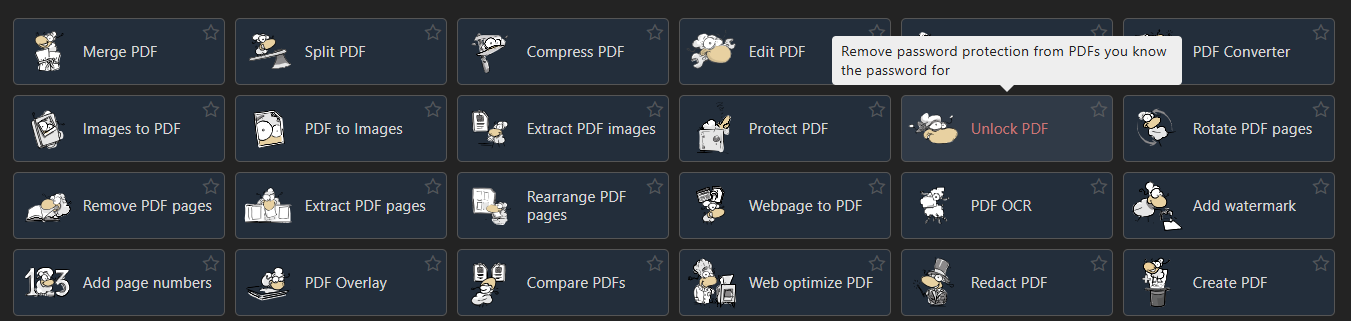 Merge PDF
Split PDF
Compress PDF
Edit PDF
PDF Converter
Remove password protection from PDFs you know
the password for
Images to PDF
PDF to Images
Extract PDF images
Protect PDF
Unlock PDF
Rotate PDF pages
Remove PDF pages
Extract PDF pages
Rearrange PDF
pages
Webpage to PDF
PDF OCR
Add watermark
123
Add page numbers
PDF Overlay
Compare PDFs
Web optimize PDF
Redact PDF
Create PDF